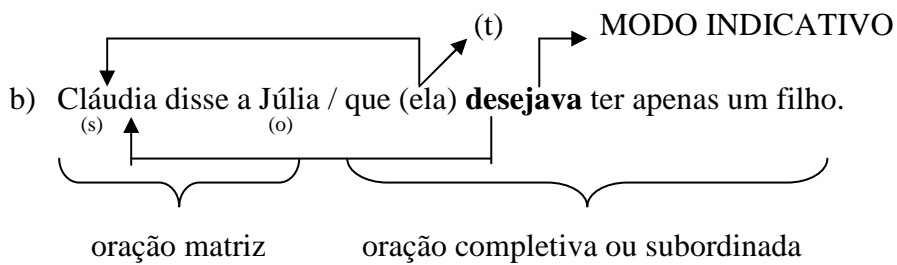 (t) MODO INDICATIVO
b) Cláudia disse a Júlia / que (ela) desejava ter apenas um filho.
(s) (o)
oração matriz oração completiva ou subordinada